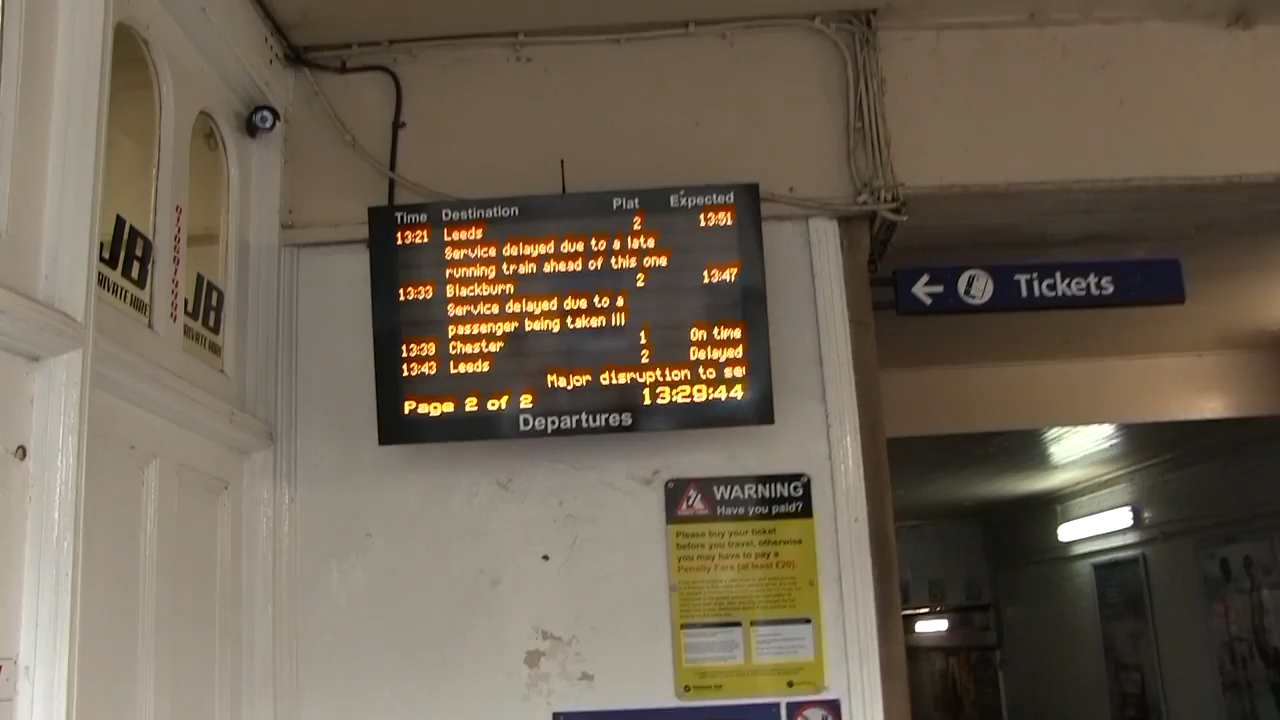 JB
PRIVATE HIRE
JB
PRIVATE HIRE
Time Destination Plat Expected
13:21 Leeds 2 13:51
Service delayed due to a late
running train ahead of this one
13:33 Blackburn 2 13:47
Service delayed due to a
passenger being taken ill
13:39 Chester 1 On time
13:43 Leeds 2 Delayed
Major disruption to se
Page 2 of 2 13:29:44
Departures
Tickets
WARNING
Have you paid?
Please buy your ticket
before you travel, otherwise
you may have to pay a
Penalty Fare (at least £20).